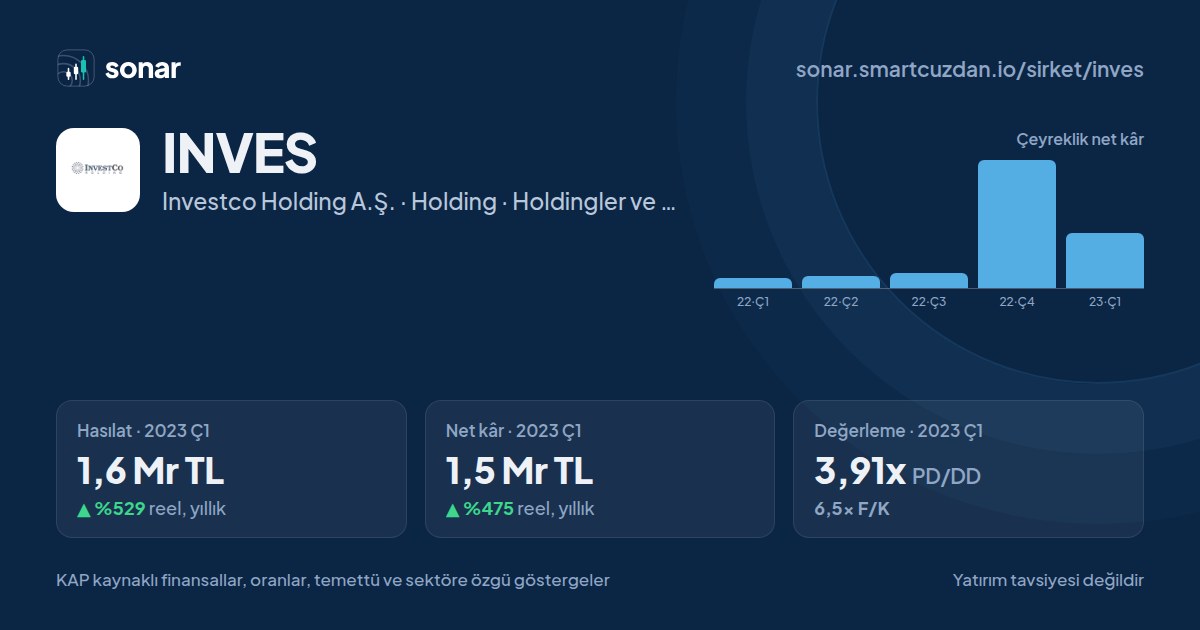 sonar
sonar.smartcuzdan.io/sirket/inves
INVESTCO
HOLDING
INVES
Investco Holding A.Ş. · Holding · Holdingler ve ...
Çeyreklik net kâr
22-Ç1 22-Ç2 22-Ç3 22-Ç4 23-Ç1
Hasılat · 2023 Ç1
1,6 Mr TL
▲ %529 reel, yıllık
Net kâr · 2023 Ç1
1,5 Mr TL
▲ %475 reel, yıllık
Değerleme · 2023 Ç1
3,91x PD/DD
6,5× F/K
KAP kaynaklı finansallar, oranlar, temettü ve sektöre özgü göstergeler
Yatırım tavsiyesi değildir